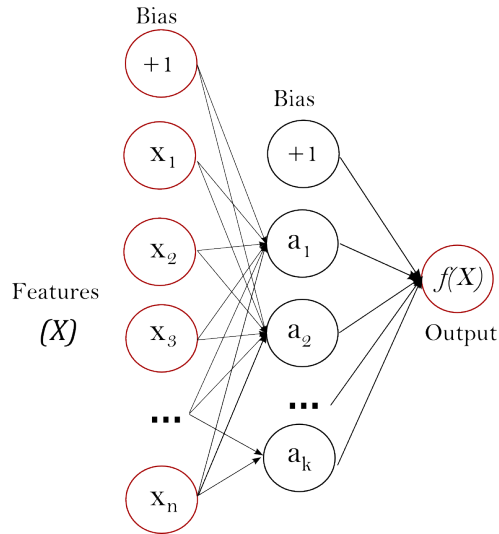 Bias
+1
x1
x2
x3
...
xn
Features
(X)
Bias
+1
a1
a2
...
ak
f(X)
Output